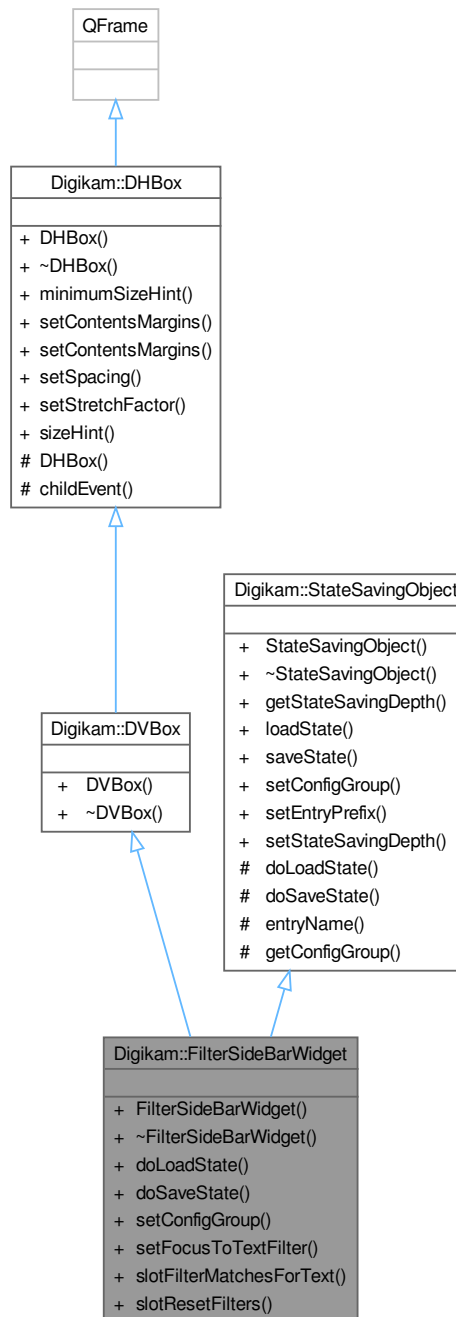 QFrame
Digikam::DHBox
+ DHBox()
+ ~DHBox()
+ minimumSizeHint()
+ setContentsMargins()
+ setContentsMargins()
+ setSpacing()
+ setStretchFactor()
+ sizeHint()
# DHBox()
# childEvent()
Digikam::StateSavingObject
+ StateSavingObject()
+ ~StateSavingObject()
+ getStateSavingDepth()
+ loadState()
+ saveState()
+ setConfigGroup()
+ setEntryPrefix()
+ setStateSavingDepth()
# doLoadState()
# doSaveState()
# entryName()
# getConfigGroup()
Digikam::DVBox
+ DVBox()
+ ~DVBox()
Digikam::FilterSideBarWidget
+ FilterSideBarWidget()
+ ~FilterSideBarWidget()
+ doLoadState()
+ doSaveState()
+ setConfigGroup()
+ setFocusToTextFilter()
+ slotFilterMatchesForText()
+ slotResetFilters()